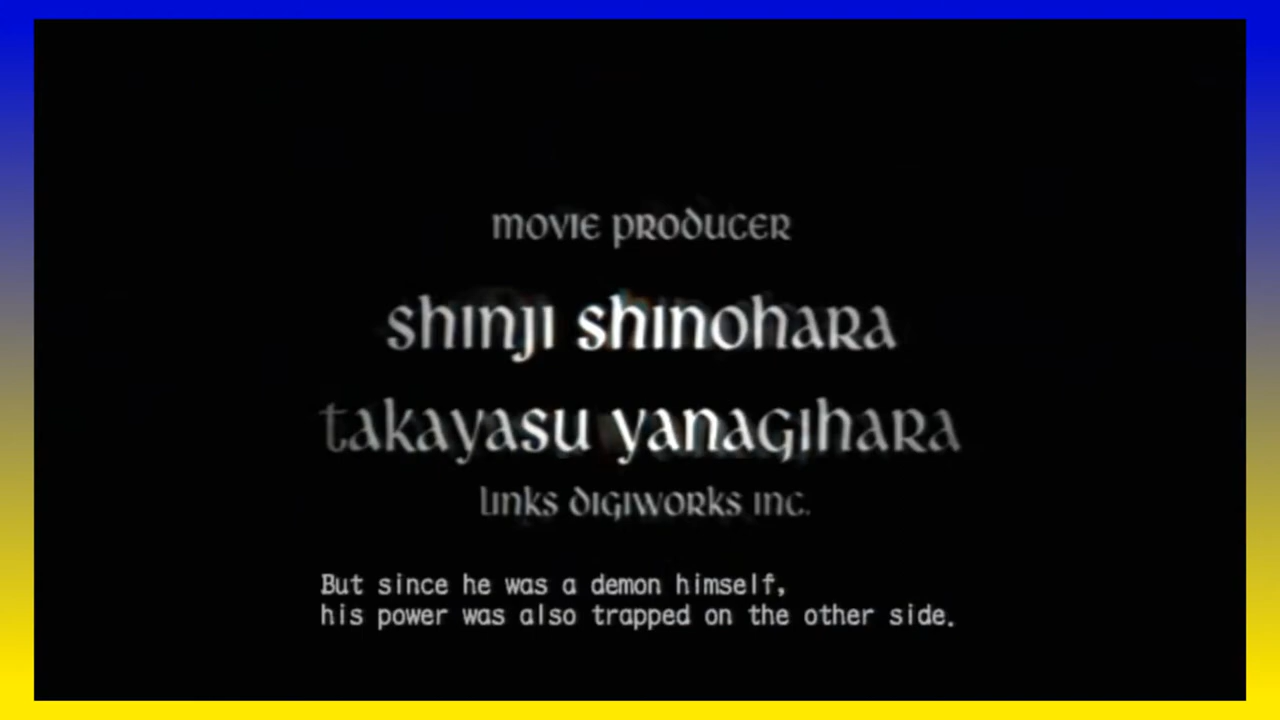 movie producer
shinji shinohara
takayasu yanagihara
links digiworks inc.
But since he was a demon himself,
his power was also trapped on the other side.